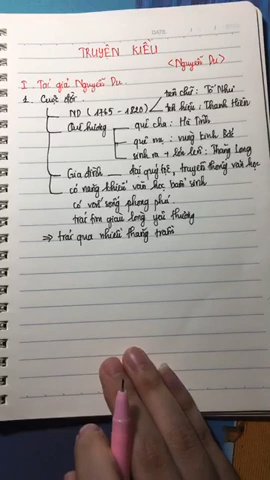 DATE
TRUYỆN KIỀU
<Nguyễn Du>
I. Tác giả Nguyễn Du.
1. Cuộc đời
ND (1765 - 1820)
tên chữ : Tố Như
tên hiệu : Thanh Hiên
Quê hương
quê cha : Hà Tĩnh
quê mẹ : vùng Kinh Bắc
sinh ra + lớn lên : Thăng Long
Gia đình __ đại quý tộc, truyền thống văn học
có năng khiếu văn học bẩm sinh
có vốn sống phong phú
trái tim giàu lòng yêu thương
=> trải qua nhiều thăng trầm